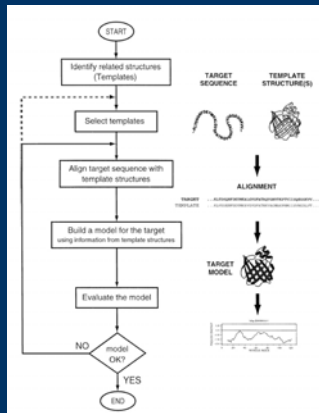 START
Identify related structures
(Templates)
Select templates
Align target sequence with
template structures
Build a model for the target
using information from template structures
Evaluate the model
NO
model
OK?
YES
END
TARGET
SEQUENCE
TEMPLATE
STRUCTURE(S)
ALIGNMENT
TARGET
TEMPLATE
TARGET
MODEL